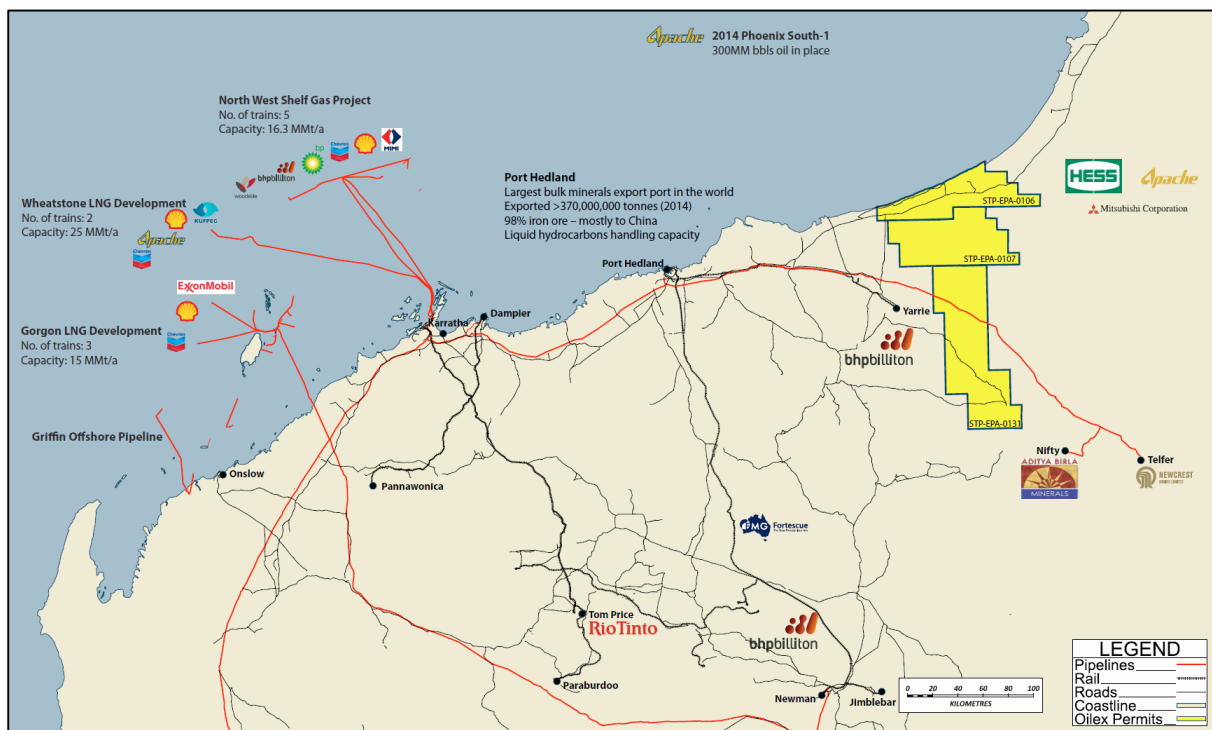 Apache
2014 Phoenix South-1
300MM bbls oil in place
North West Shelf Gas Project
No. of trains: 5
Capacity: 16.3 MMt/a
bp
Chevron
MIMI
bhpbilliton
woodside
Wheatstone LNG Development
No. of trains: 2
Capacity: 25 MMt/a
KUFPEC
Apache
Chevron
ExxonMobil
Gorgon LNG Development
No. of trains: 3
Capacity: 15 MMt/a
Chevron
Griffin Offshore Pipeline
Port Hedland
Largest bulk minerals export port in the world
Exported >370,000,000 tonnes (2014)
98% iron ore – mostly to China
Liquid hydrocarbons handling capacity
HESS
Apache
Mitsubishi Corporation
STP-EPA-0106
STP-EPA-0107
STP-EPA-0131
Port Hedland
Karratha
Dampier
Yarrie
bhpbilliton
Onslow
Pannawonica
Nifty
ADITYA BIRLA
MINERALS
Telfer
NEWCREST
FMG Fortescue
Tom Price
RioTinto
bhpbilliton
Paraburdoo
Newman
Jimblebar
0 20 40 60 80 100
KILOMETRES
LEGEND
Pipelines
Rail
Roads
Coastline
Oilex Permits